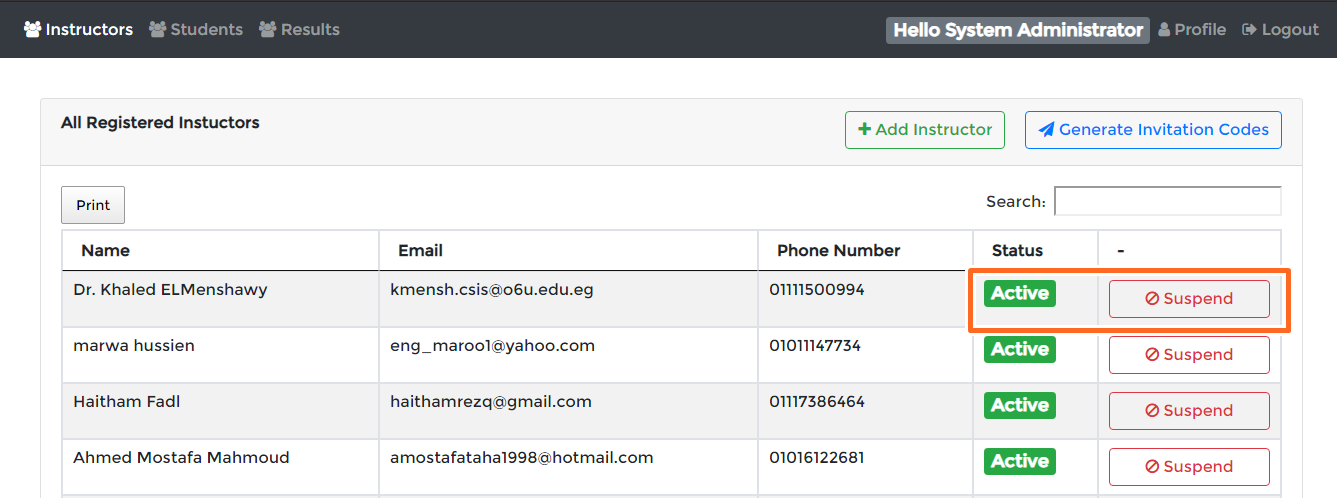 Instructors Students Results Hello System Administrator Profile Logout
All Registered Instuctors + Add Instructor Generate Invitation Codes
Print Search:
Name Email Phone Number Status -
Dr. Khaled ELMenshawy kmensh.csis@o6u.edu.eg 01111500994 Active Suspend
marwa hussien eng_maroo1@yahoo.com 01011147734 Active Suspend
Haitham Fadl haithamrezq@gmail.com 01117386464 Active Suspend
Ahmed Mostafa Mahmoud amostafataha1998@hotmail.com 01016122681 Active Suspend